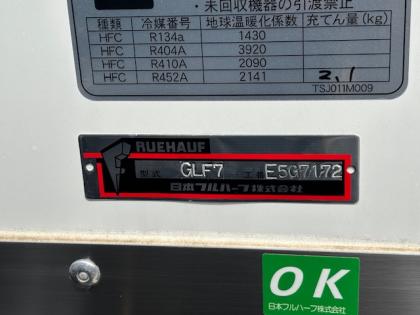 ・未回収機器の引渡禁止
種類 冷媒番号 地球温暖化係数 充てん量(kg)
HFC R134a 1430
HFC R404A 3920
HFC R410A 2090
HFC R452A 2141 2.1
TSJ011M009
FRUEHAUF
型式 GLF7 工番 E5G7172
日本フルハーフ株式会社
OK
日本フルハーフ株式会社